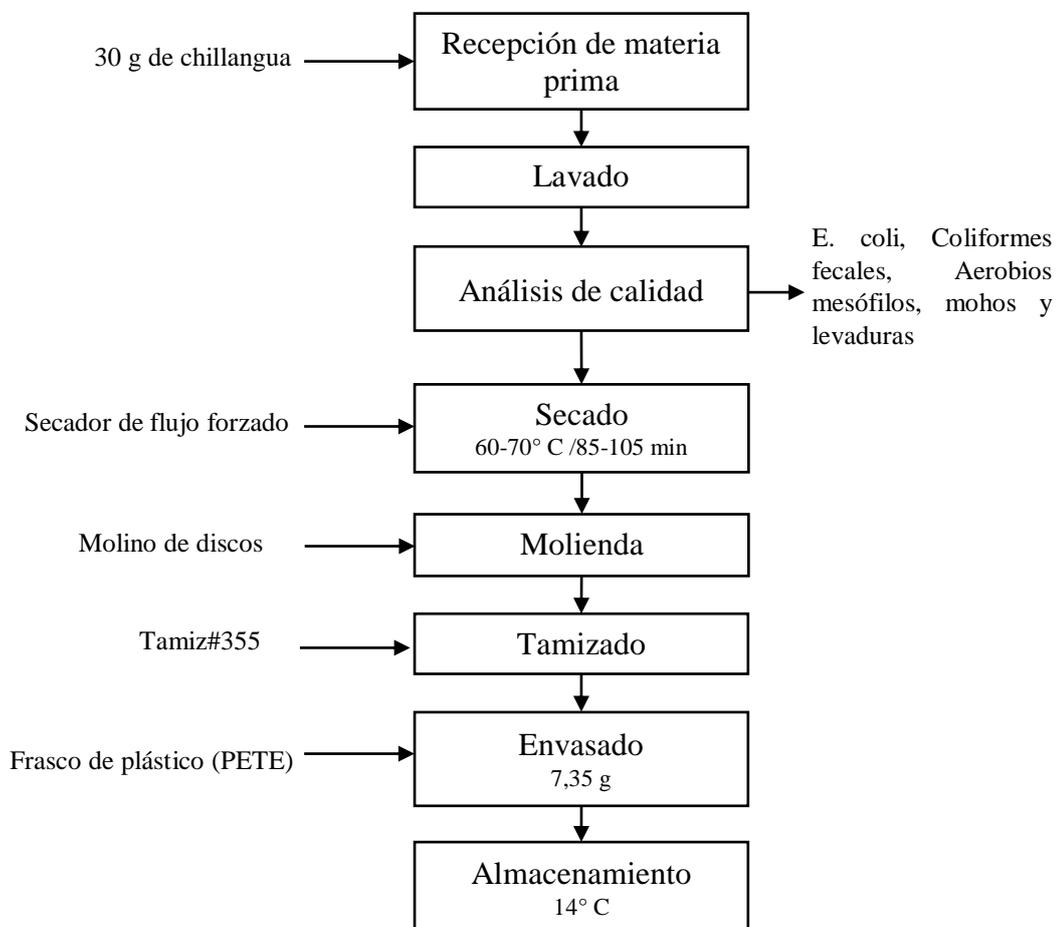 30 g de chillangua
Recepción de materia
prima
Lavado
Análisis de calidad
E. coli, Coliformes
fecales, Aerobios
mesófilos, mohos y
levaduras
Secador de flujo forzado
Secado
60-70° C /85-105 min
Molino de discos
Molienda
Tamiz#355
Tamizado
Frasco de plástico (PETE)
Envasado
7,35 g
Almacenamiento
14° C